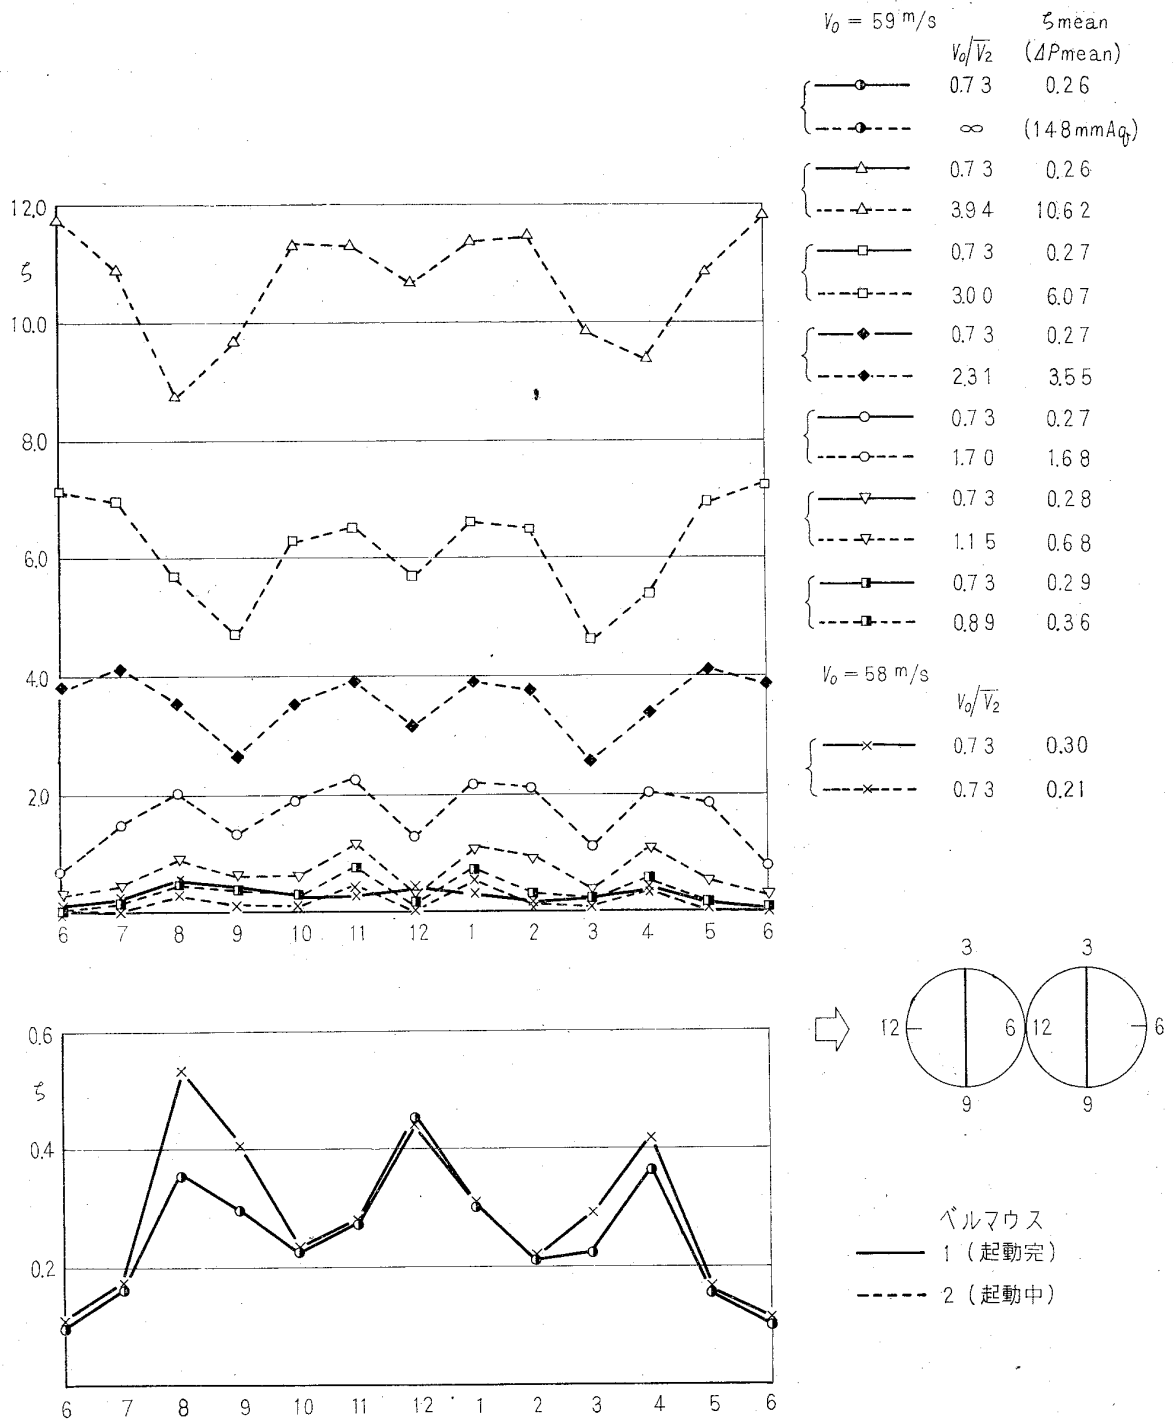 V₀ = 59 m/s ζmean
V₀/V̅₂ (ΔPmean)
0.73 0.26
∞ (148mmAq)
0.73 0.26
3.94 10.62
0.73 0.27
3.00 6.07
0.73 0.27
2.31 3.55
0.73 0.27
1.70 1.68
0.73 0.28
1.15 0.68
0.73 0.29
0.89 0.36
V₀ = 58 m/s
V₀/V̅₂
0.73 0.30
0.73 0.21
12.0
ζ
10.0
8.0
6.0
4.0
2.0
6 7 8 9 10 11 12 1 2 3 4 5 6
3 3
12 6 12 6
9 9
0.6
ζ
0.4
0.2
6 7 8 9 10 11 12 1 2 3 4 5 6
ベルマウス
1 (起動完)
2 (起動中)